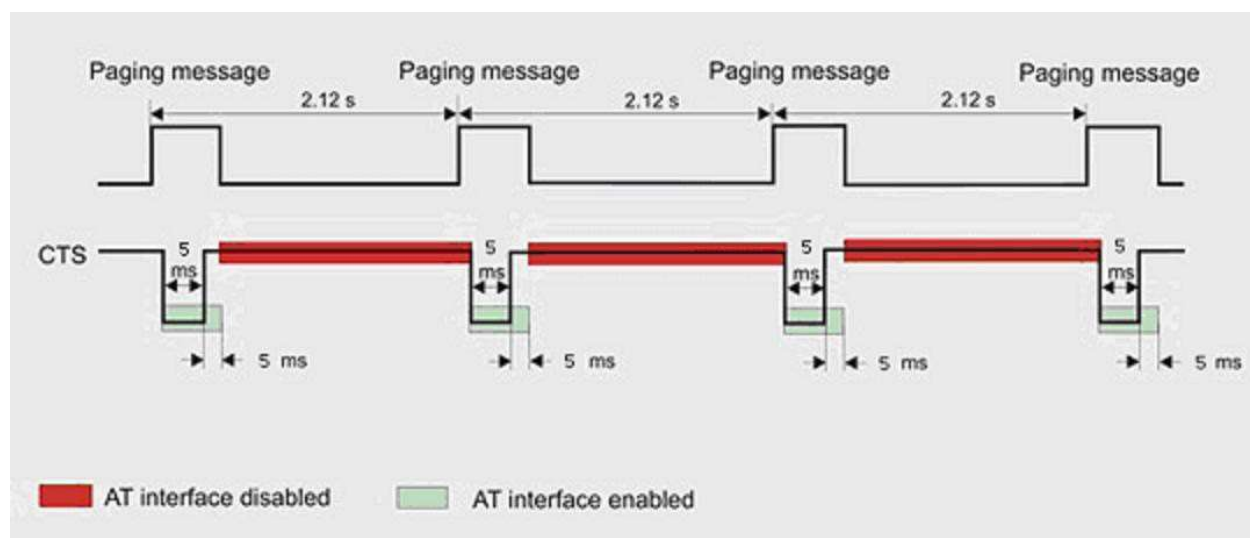 Paging message Paging message Paging message Paging message
2.12 s 2.12 s 2.12 s
CTS
5 5 5 5
ms ms ms ms
5 ms 5 ms 5 ms 5 ms
AT interface disabled AT interface enabled